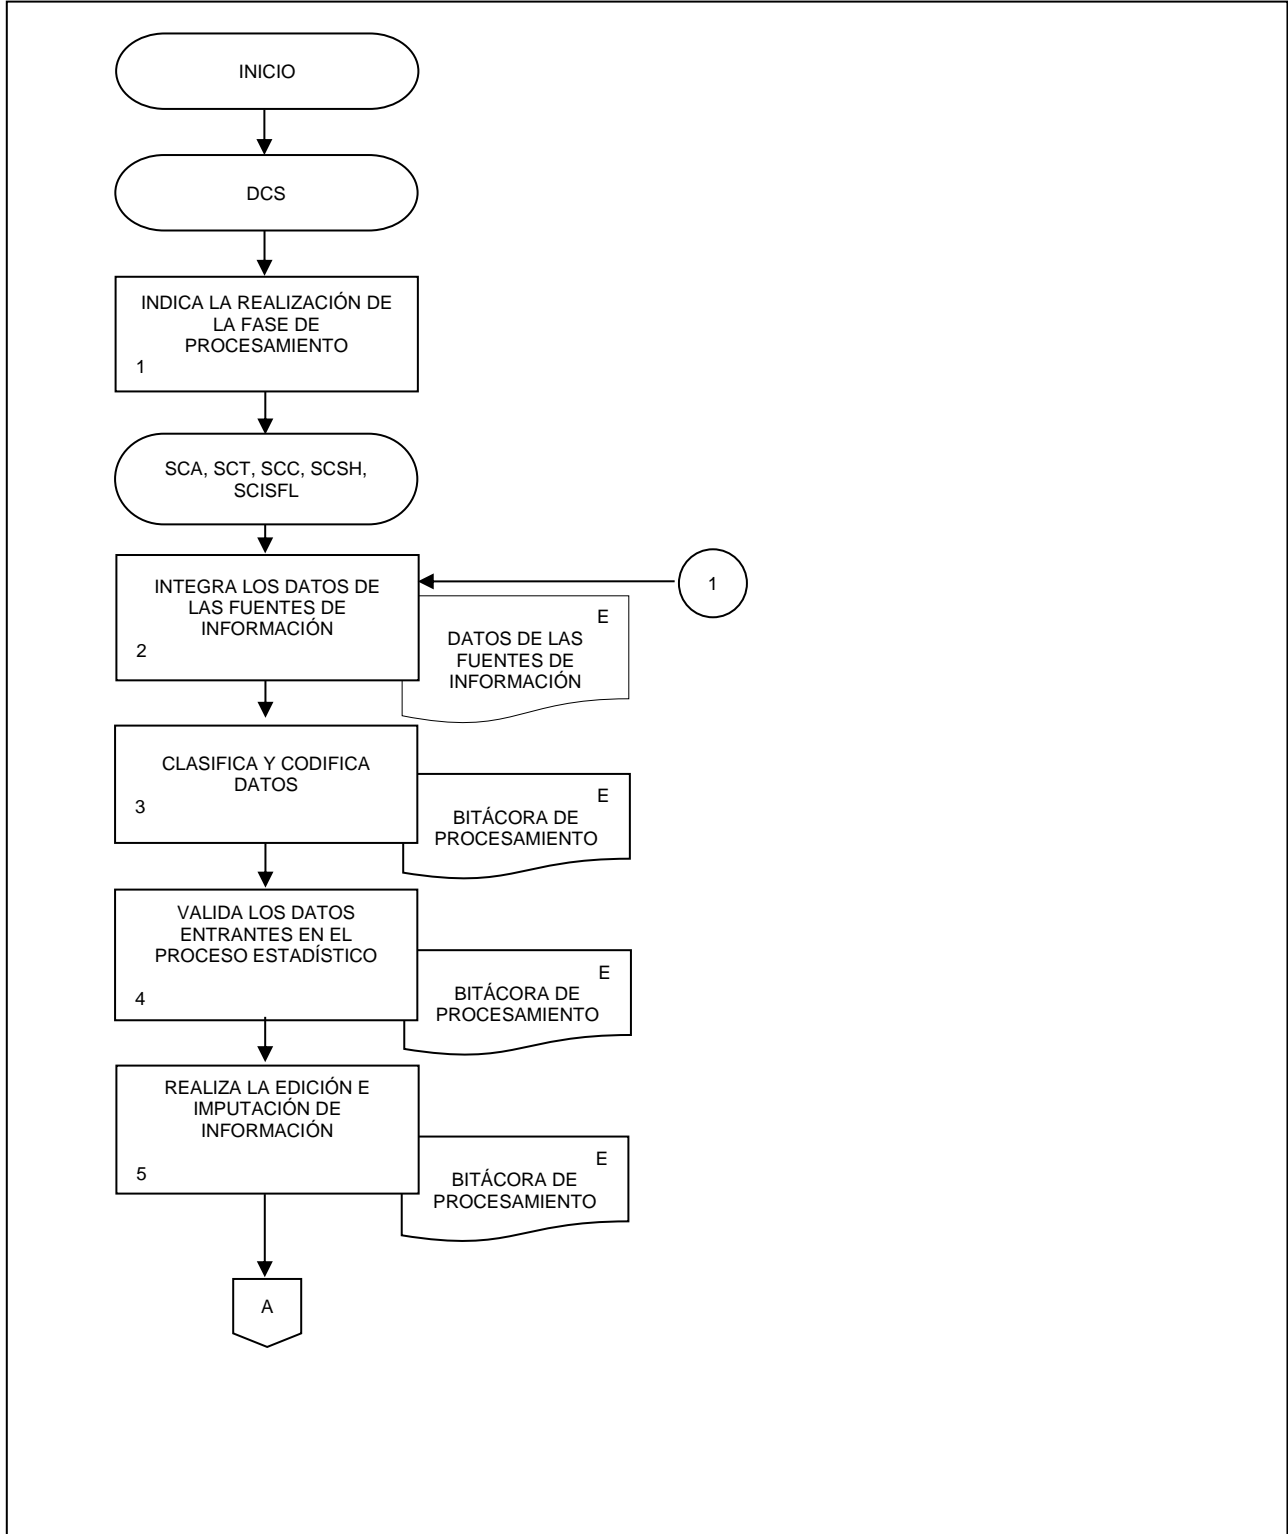 INICIO
DCS
INDICA LA REALIZACIÓN DE
LA FASE DE
PROCESAMIENTO
1
SCA, SCT, SCC, SCSH,
SCISFL
INTEGRA LOS DATOS DE
LAS FUENTES DE
INFORMACIÓN
2
1
E
DATOS DE LAS
FUENTES DE
INFORMACIÓN
CLASIFICA Y CODIFICA
DATOS
3
E
BITÁCORA DE
PROCESAMIENTO
VALIDA LOS DATOS
ENTRANTES EN EL
PROCESO ESTADÍSTICO
4
E
BITÁCORA DE
PROCESAMIENTO
REALIZA LA EDICIÓN E
IMPUTACIÓN DE
INFORMACIÓN
5
E
BITÁCORA DE
PROCESAMIENTO
A